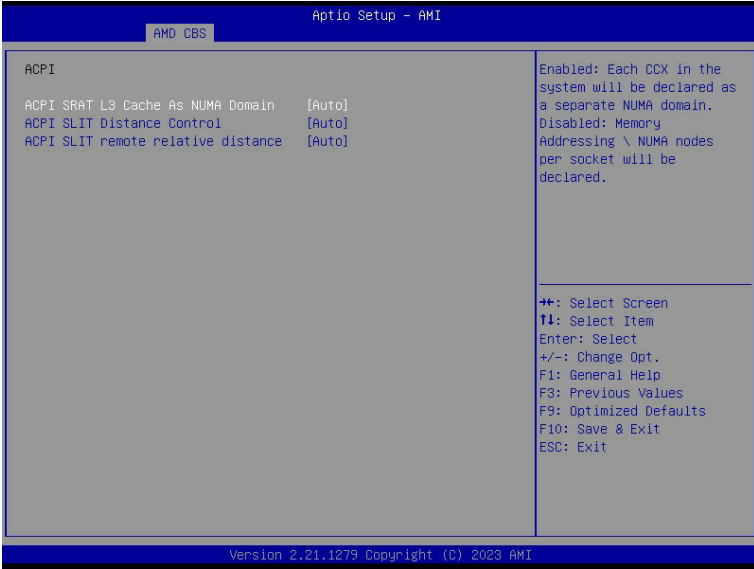 Aptio Setup - AMI
AMD CBS
ACPI
ACPI SRAT L3 Cache As NUMA Domain [Auto]
ACPI SLIT Distance Control [Auto]
ACPI SLIT remote relative distance [Auto]
Enabled: Each CCX in the
system will be declared as
a separate NUMA domain.
Disabled: Memory
Addressing \ NUMA nodes
per socket will be
declared.
→←: Select Screen
↑↓: Select Item
Enter: Select
+/-: Change Opt.
F1: General Help
F3: Previous Values
F9: Optimized Defaults
F10: Save & Exit
ESC: Exit
Version 2.21.1279 Copyright (C) 2023 AMI